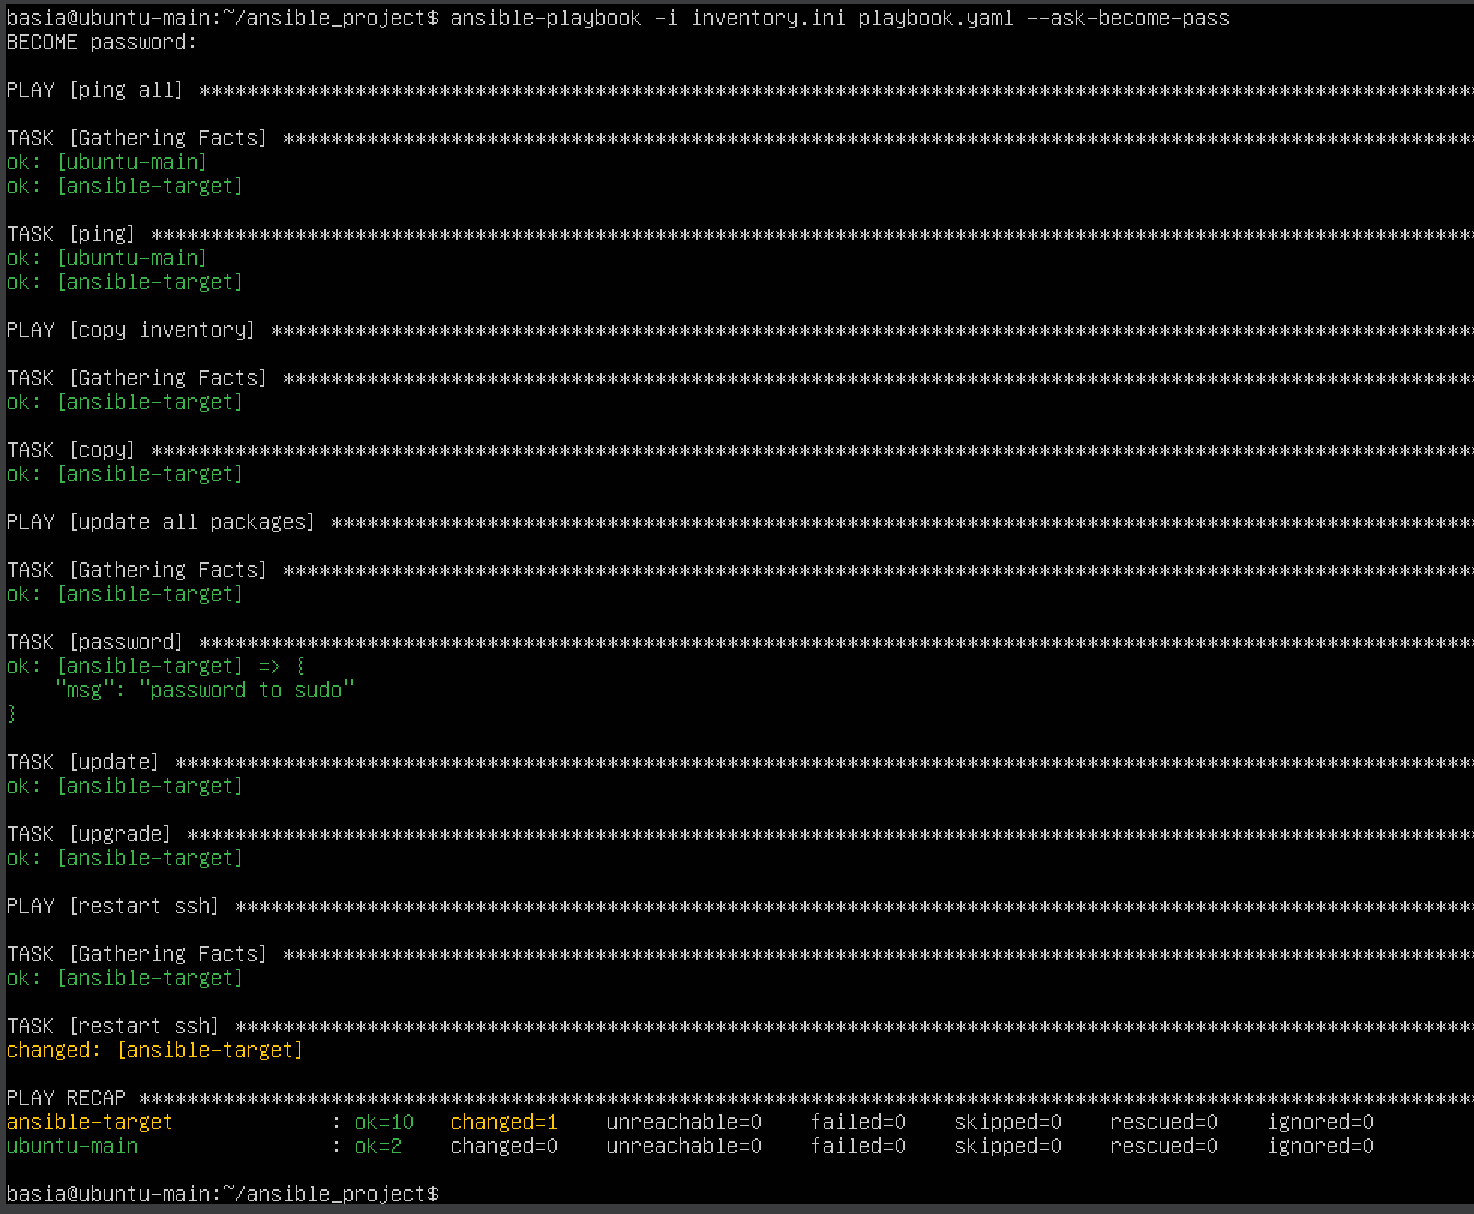 basia@ubuntu-main:~/ansible_project$ ansible-playbook -i inventory.ini playbook.yaml --ask-become-pass
BECOME password:
PLAY [ping all] **********************************************************************************************************
TASK [Gathering Facts] ***************************************************************************************************
ok: [ubuntu-main]
ok: [ansible-target]
TASK [ping] **************************************************************************************************************
ok: [ubuntu-main]
ok: [ansible-target]
PLAY [copy inventory] ****************************************************************************************************
TASK [Gathering Facts] ***************************************************************************************************
ok: [ansible-target]
TASK [copy] **************************************************************************************************************
ok: [ansible-target]
PLAY [update all packages] ***********************************************************************************************
TASK [Gathering Facts] ***************************************************************************************************
ok: [ansible-target]
TASK [password] **********************************************************************************************************
ok: [ansible-target] => {
    "msg": "password to sudo"
}
TASK [update] ************************************************************************************************************
ok: [ansible-target]
TASK [upgrade] ***********************************************************************************************************
ok: [ansible-target]
PLAY [restart ssh] *******************************************************************************************************
TASK [Gathering Facts] ***************************************************************************************************
ok: [ansible-target]
TASK [restart ssh] *******************************************************************************************************
changed: [ansible-target]
PLAY RECAP ***************************************************************************************************************
ansible-target             : ok=10   changed=1    unreachable=0    failed=0    skipped=0    rescued=0    ignored=0
ubuntu-main                : ok=2    changed=0    unreachable=0    failed=0    skipped=0    rescued=0    ignored=0
basia@ubuntu-main:~/ansible_project$